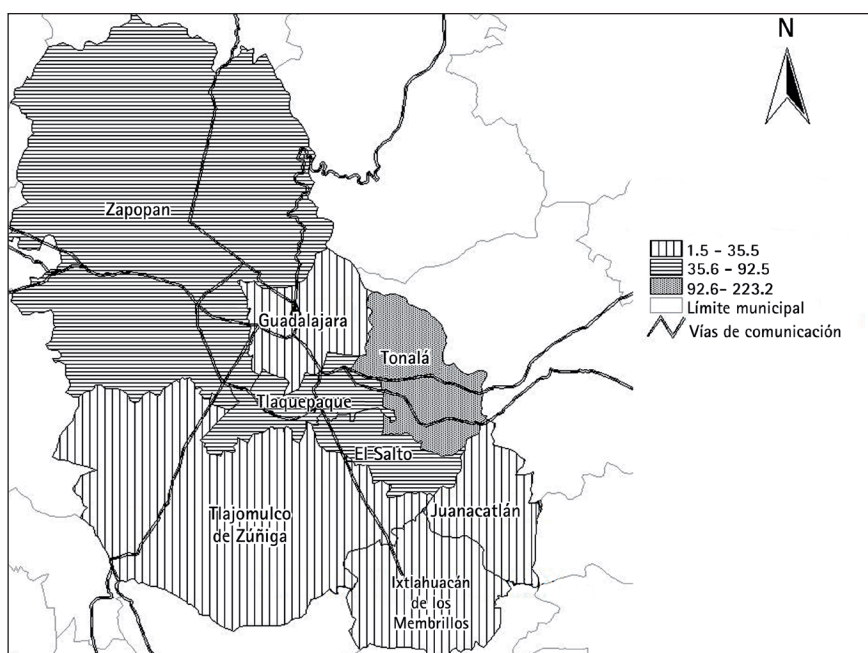 N
Zapopan
1.5 - 35.5
35.6 - 92.5
92.6- 223.2
Límite municipal
Vías de comunicación
Guadalajara
Tonalá
Tlaquepaque
El Salto
Tlajomulco
de Zúñiga
Juanacatlán
Ixtlahuacán
de los
Membrillos